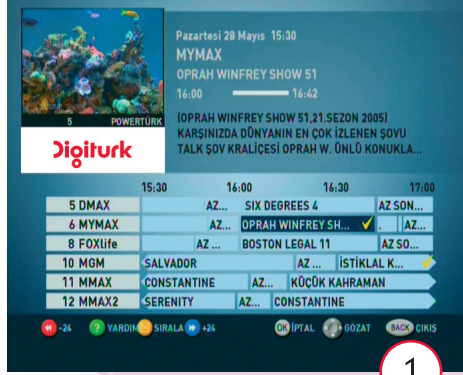 Pazartesi 28 Mayıs 15:30
MYMAX
OPRAH WINFREY SHOW 51
16:00 16:42
5 POWERTÜRK
(OPRAH WINFREY SHOW 51,21.SEZON 2005)
KARŞINIZDA DÜNYANIN EN ÇOK İZLENEN ŞOVU
TALK ŞOV KRALİÇESİ OPRAH W. ÜNLÜ KONUKLA...
Digiturk
15:30 16:00 16:30 17:00
5 DMAX AZ... SIX DEGREES 4 AZ SON...
6 MYMAX AZ... OPRAH WINFREY SH... . AZ...
8 FOXlife AZ ... BOSTON LEGAL 11 AZ SO...
10 MGM SALVADOR AZ ... İSTİKLAL K...
11 MMAX CONSTANTINE AZ... KÜÇÜK KAHRAMAN
12 MMAX2 SERENITY AZ... CONSTANTINE
-24 ? YARDIM SIRALA +24 OK İPTAL GÖZAT BACK ÇIKIŞ
1